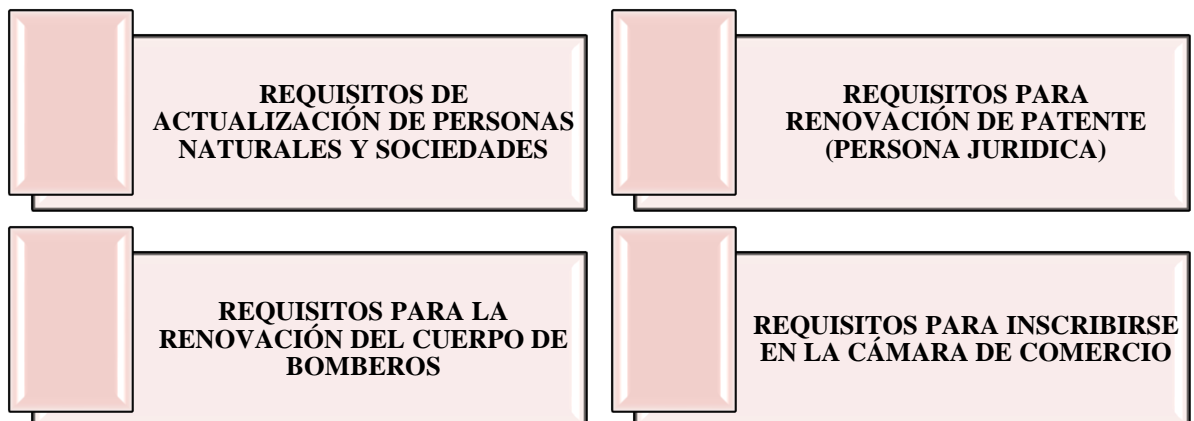 REQUISITOS DE
ACTUALIZACIÓN DE PERSONAS
NATURALES Y SOCIEDADES
REQUISITOS PARA
RENOVACIÓN DE PATENTE
(PERSONA JURIDICA)
REQUISITOS PARA LA
RENOVACIÓN DEL CUERPO DE
BOMBEROS
REQUISITOS PARA INSCRIBIRSE
EN LA CÁMARA DE COMERCIO